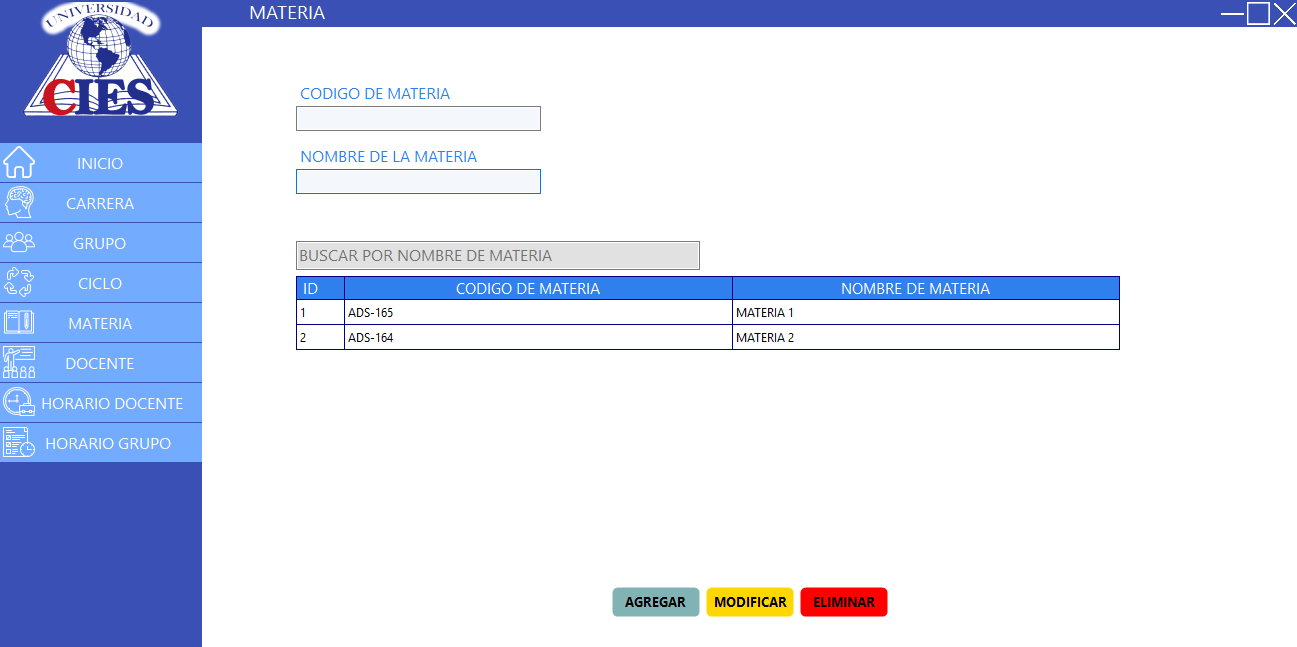 UNIVERSIDAD
CIES
MATERIA
INICIO
CARRERA
GRUPO
CICLO
MATERIA
DOCENTE
HORARIO DOCENTE
HORARIO GRUPO
CODIGO DE MATERIA
NOMBRE DE LA MATERIA
BUSCAR POR NOMBRE DE MATERIA
ID CODIGO DE MATERIA NOMBRE DE MATERIA
1 ADS-165 MATERIA 1
2 ADS-164 MATERIA 2
AGREGAR MODIFICAR ELIMINAR